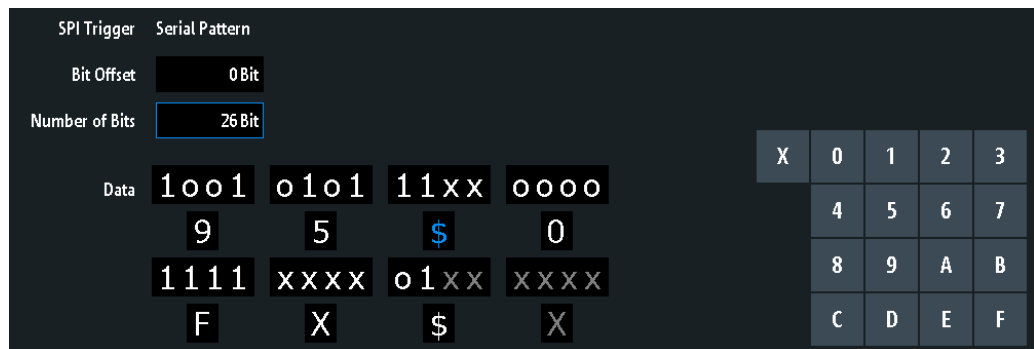 SPI Trigger Serial Pattern
Bit Offset 0 Bit
Number of Bits 26 Bit
X 0 1 2 3
Data 1oo1 o1o1 11xx oooo
4 5 6 7
9 5 $ 0
8 9 A B
1111 xxxx o1xx xxxx
C D E F
F X $ X